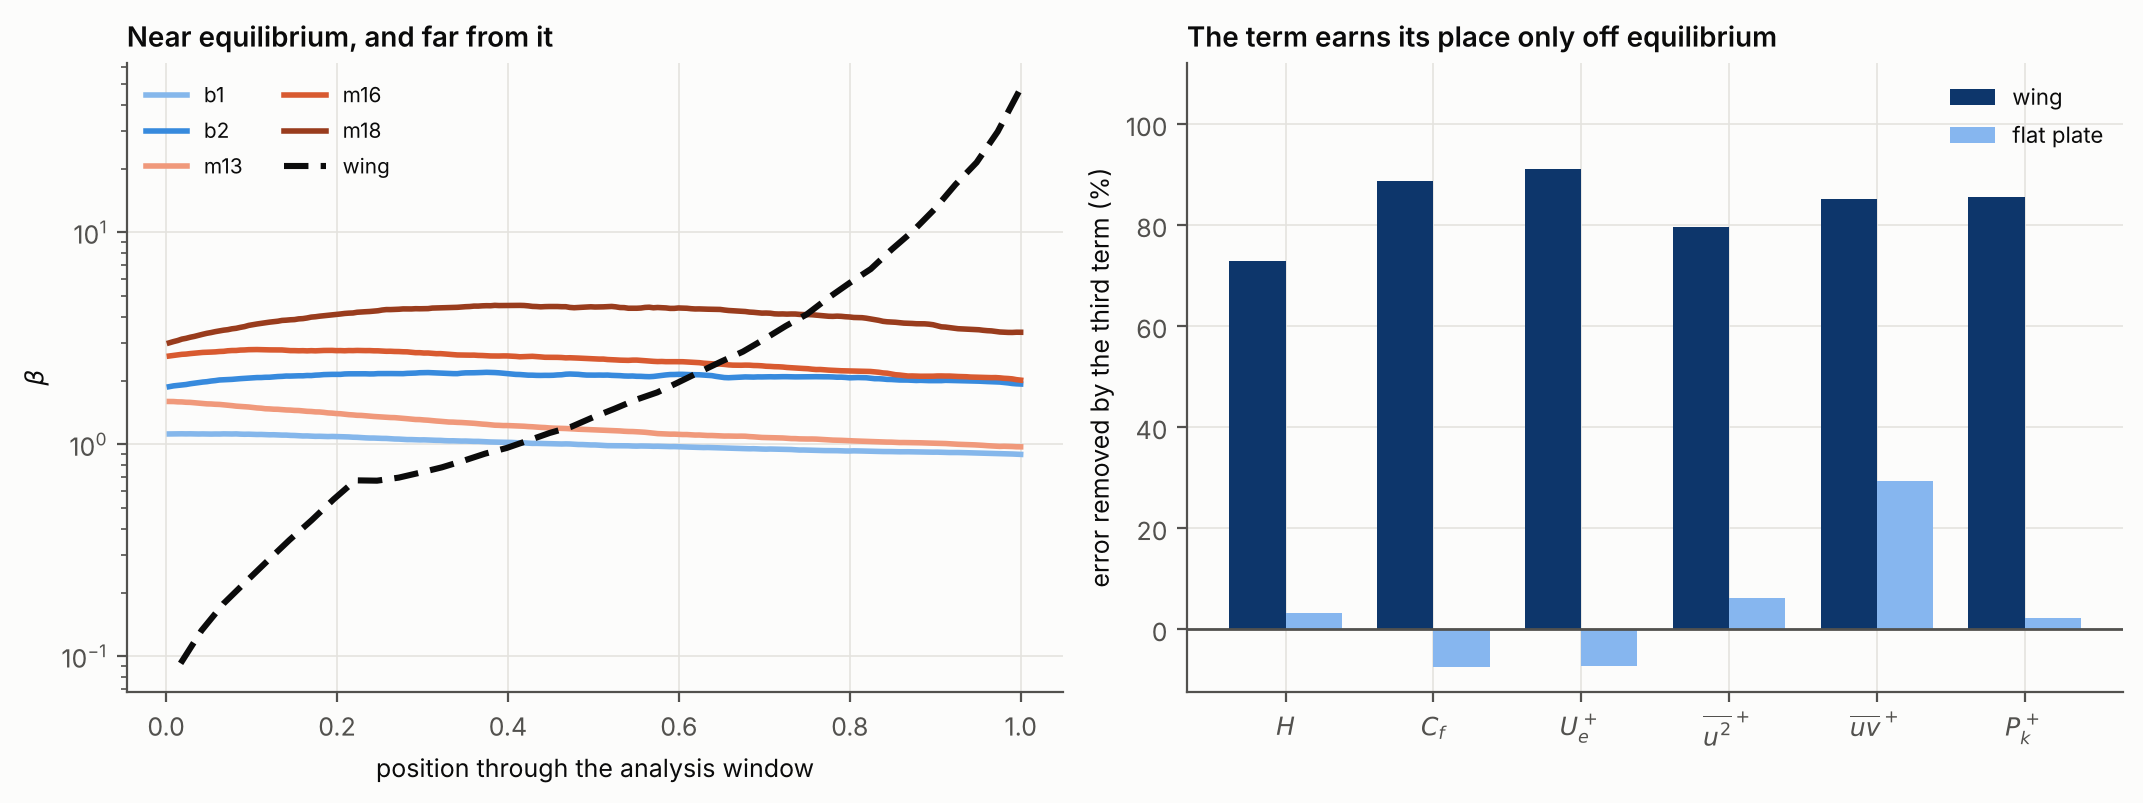 Near equilibrium, and far from it
b1
b2
m13
m16
m18
wing
10¹
10⁰
10⁻¹
β
0.0 0.2 0.4 0.6 0.8 1.0
position through the analysis window
The term earns its place only off equilibrium
wing
flat plate
100
80
60
40
20
0
error removed by the third term (%)
H C_f U_e^+ \overline{u^2}^+ \overline{uv}^+ P_k^+